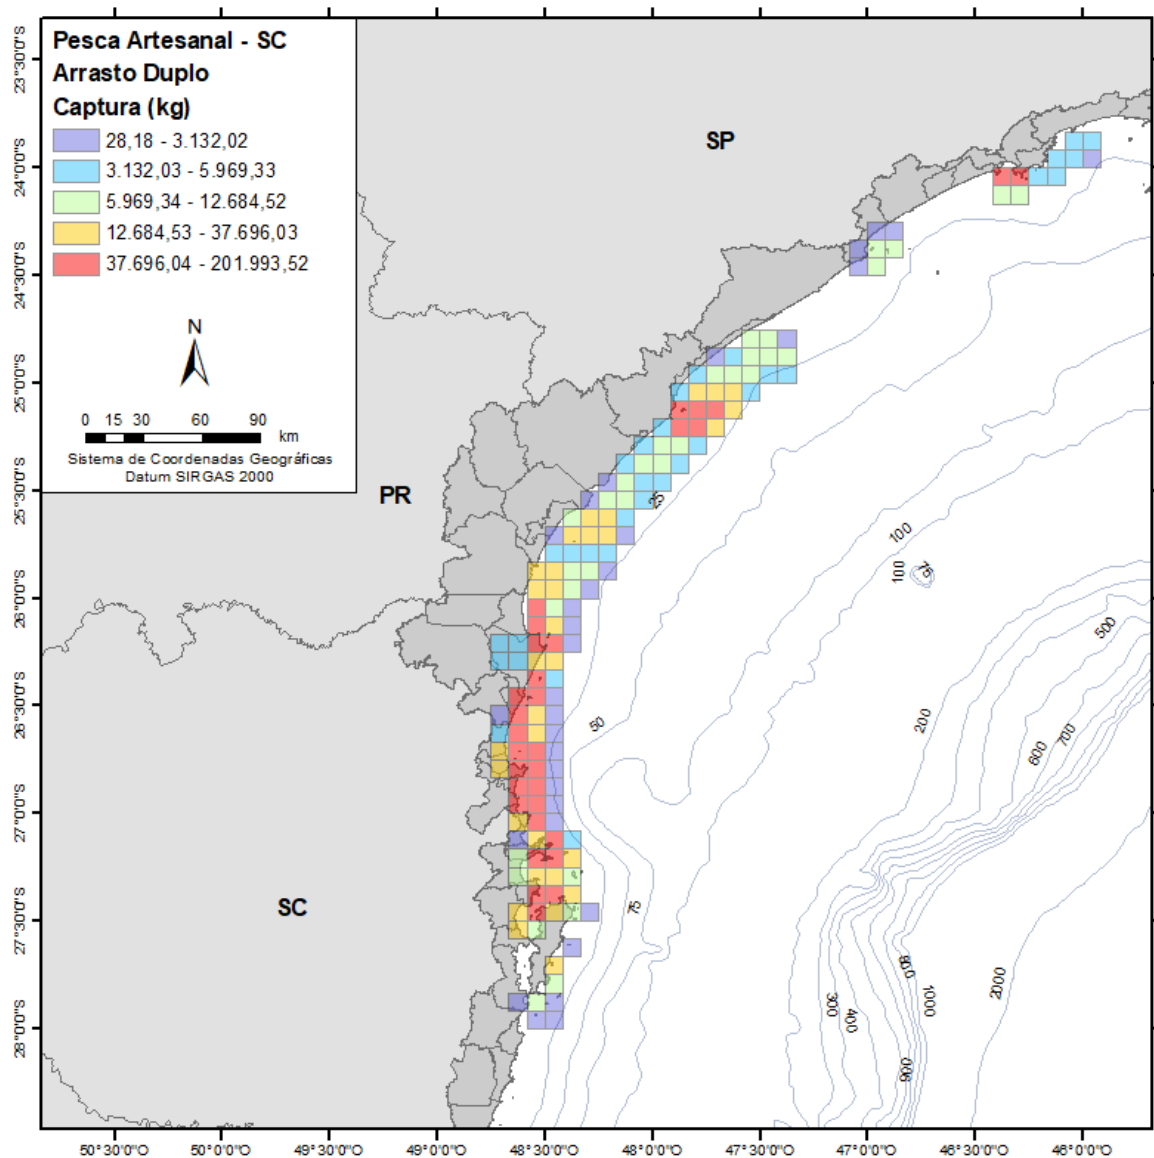 Pesca Artesanal - SC
Arrasto Duplo
Captura (kg)
28,18 - 3.132,02
3.132,03 - 5.969,33
5.969,34 - 12.684,52
12.684,53 - 37.696,03
37.696,04 - 201.993,52
N
0 15 30 60 90 km
Sistema de Coordenadas Geográficas
Datum SIRGAS 2000
SP
PR
SC
25
100
100
75
500
50
200
600
700
75
800
1000
2000
300
400
900
23°30'0"S
24°0'0"S
24°30'0"S
25°0'0"S
25°30'0"S
26°0'0"S
26°30'0"S
27°0'0"S
27°30'0"S
28°0'0"S
50°30'0"O
50°0'0"O
49°30'0"O
49°0'0"O
48°30'0"O
48°0'0"O
47°30'0"O
47°0'0"O
46°30'0"O
46°0'0"O